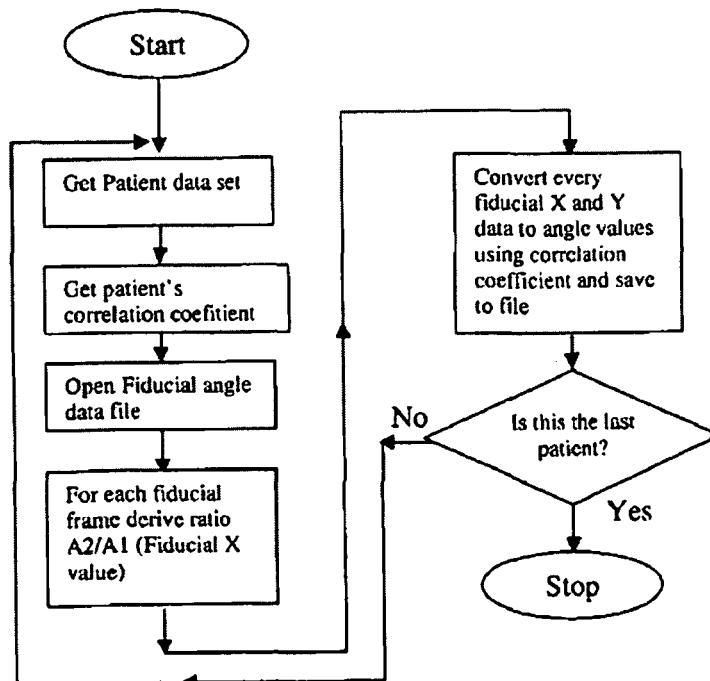 Start
Get Patient data set
Get patient's
correlation coefitient
Open Fiducial angle
data file
For each fiducial
frame derive ratio
A2/A1 (Fiducial X
value)
Convert every
fiducial X and Y
data to angle values
using correlation
coefficient and save
to file
Is this the last
patient?
No
Yes
Stop